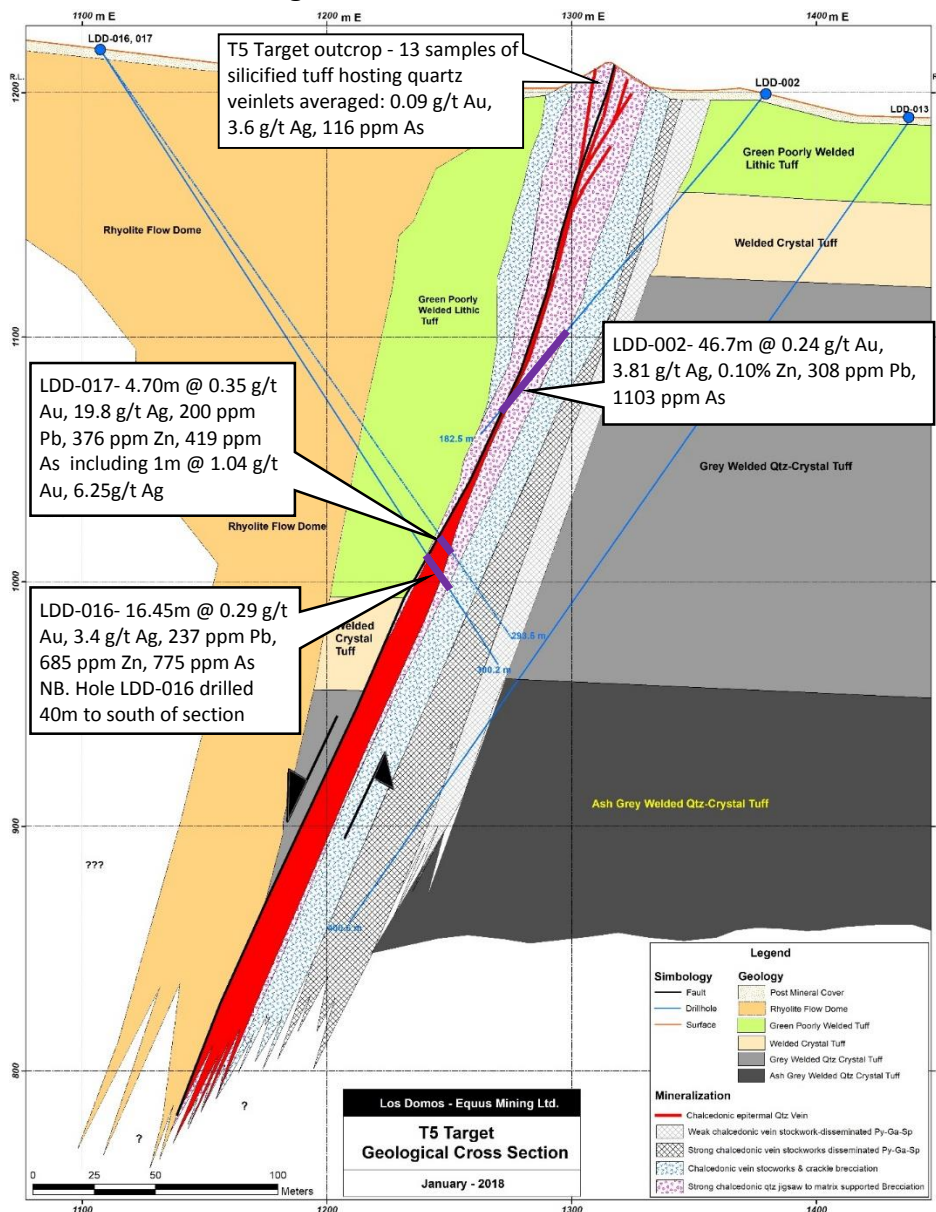 1100 m E
1200 m E
1300 m E
1400 m E
LDD-016, 017
T5 Target outcrop - 13 samples of
silicified tuff hosting quartz
veinlets averaged: 0.09 g/t Au,
3.6 g/t Ag, 116 ppm As
LDD-002
LDD-013
R.L.
1200
Green Poorly Welded
Lithic Tuff
Rhyolite Flow Dome
Welded Crystal Tuff
Green Poorly
Welded Lithic
Tuff
1100
LDD-002- 46.7m @ 0.24 g/t Au,
3.81 g/t Ag, 0.10% Zn, 308 ppm Pb,
1103 ppm As
LDD-017- 4.70m @ 0.35 g/t
Au, 19.8 g/t Ag, 200 ppm
Pb, 376 ppm Zn, 419 ppm
As including 1m @ 1.04 g/t
Au, 6.25g/t Ag
182.5 m
Grey Welded Qtz-Crystal Tuff
Rhyolite Flow Dome
1000
LDD-016- 16.45m @ 0.29 g/t
Au, 3.4 g/t Ag, 237 ppm Pb,
685 ppm Zn, 775 ppm As
NB. Hole LDD-016 drilled
40m to south of section
Welded
Crystal
Tuff
293.5 m
300.2 m
Ash Grey Welded Qtz-Crystal Tuff
900
???
Legend
Simbology
Fault
Drillhole
Surface
Geology
Post Mineral Cover
Rhyolite Flow Dome
Green Poorly Welded Tuff
Welded Crystal Tuff
Grey Welded Qtz Crystal Tuff
Ash Grey Welded Qtz Crystal Tuff
Mineralization
Chalcedonic epitermal Qtz Vein
Weak chalcedonic vein stockwork-disseminated Py-Ga-Sp
Strong chalcedonic vein stockworks disseminated Py-Ga-Sp
Chalcedonic vein stocworks & crackle brecciation
Strong chalcedonic qtz jigsaw to matrix supported Brecciation
800
?
?
Los Domos - Equus Mining Ltd.
T5 Target
Geological Cross Section
January - 2018
0 25 50 100
Meters
1100
1200
1300
1400